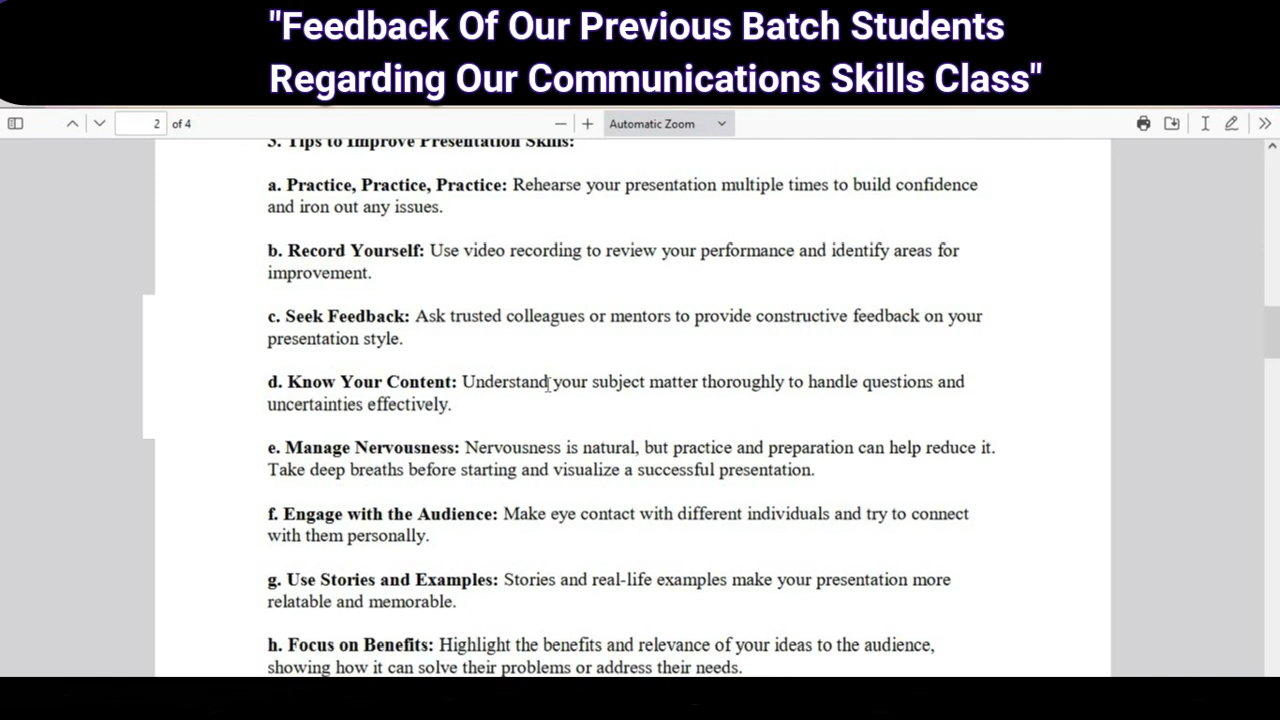 "Feedback Of Our Previous Batch Students
Regarding Our Communications Skills Class"
2 of 4
Automatic Zoom
3. Tips to Improve Presentation Skills:
a. Practice, Practice, Practice: Rehearse your presentation multiple times to build confidence
and iron out any issues.
b. Record Yourself: Use video recording to review your performance and identify areas for
improvement.
c. Seek Feedback: Ask trusted colleagues or mentors to provide constructive feedback on your
presentation style.
d. Know Your Content: Understand your subject matter thoroughly to handle questions and
uncertainties effectively.
e. Manage Nervousness: Nervousness is natural, but practice and preparation can help reduce it.
Take deep breaths before starting and visualize a successful presentation.
f. Engage with the Audience: Make eye contact with different individuals and try to connect
with them personally.
g. Use Stories and Examples: Stories and real-life examples make your presentation more
relatable and memorable.
h. Focus on Benefits: Highlight the benefits and relevance of your ideas to the audience,
showing how it can solve their problems or address their needs.